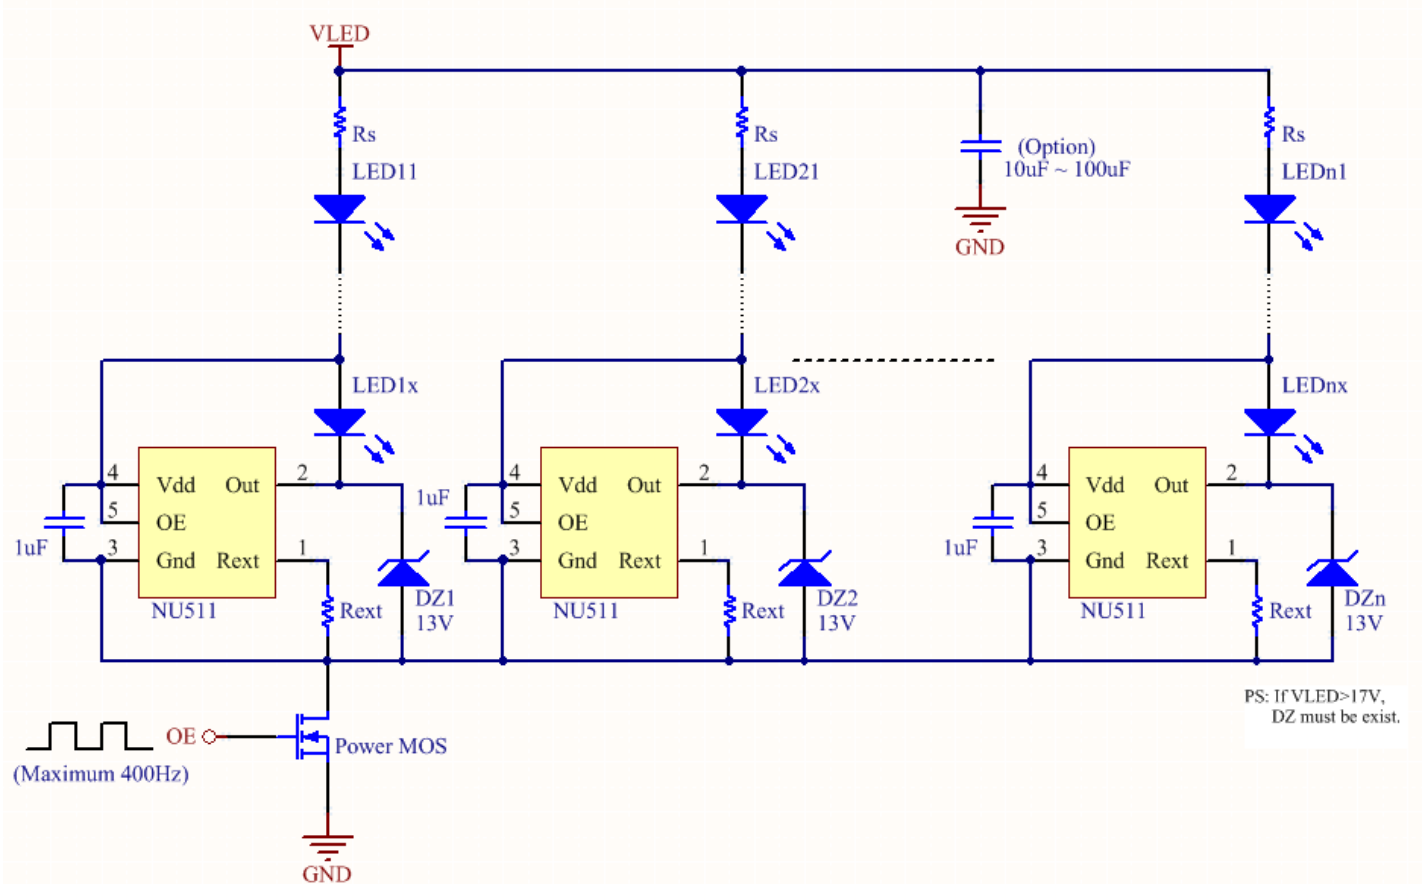 VLED
Rs
LED11
Rs
LED21
(Option)
10uF ~ 100uF
GND
Rs
LEDn1
LED1x
LED2x
LEDnx
4
Vdd
Out
2
5
OE
3
Gnd
Rext
1
1uF
NU511
Rext
DZ1
13V
1uF
4
Vdd
Out
2
5
OE
3
Gnd
Rext
1
NU511
Rext
DZ2
13V
4
Vdd
Out
2
5
OE
3
Gnd
Rext
1
1uF
NU511
Rext
DZn
13V
PS: If VLED>17V,
DZ must be exist.
OE
Power MOS
(Maximum 400Hz)
GND